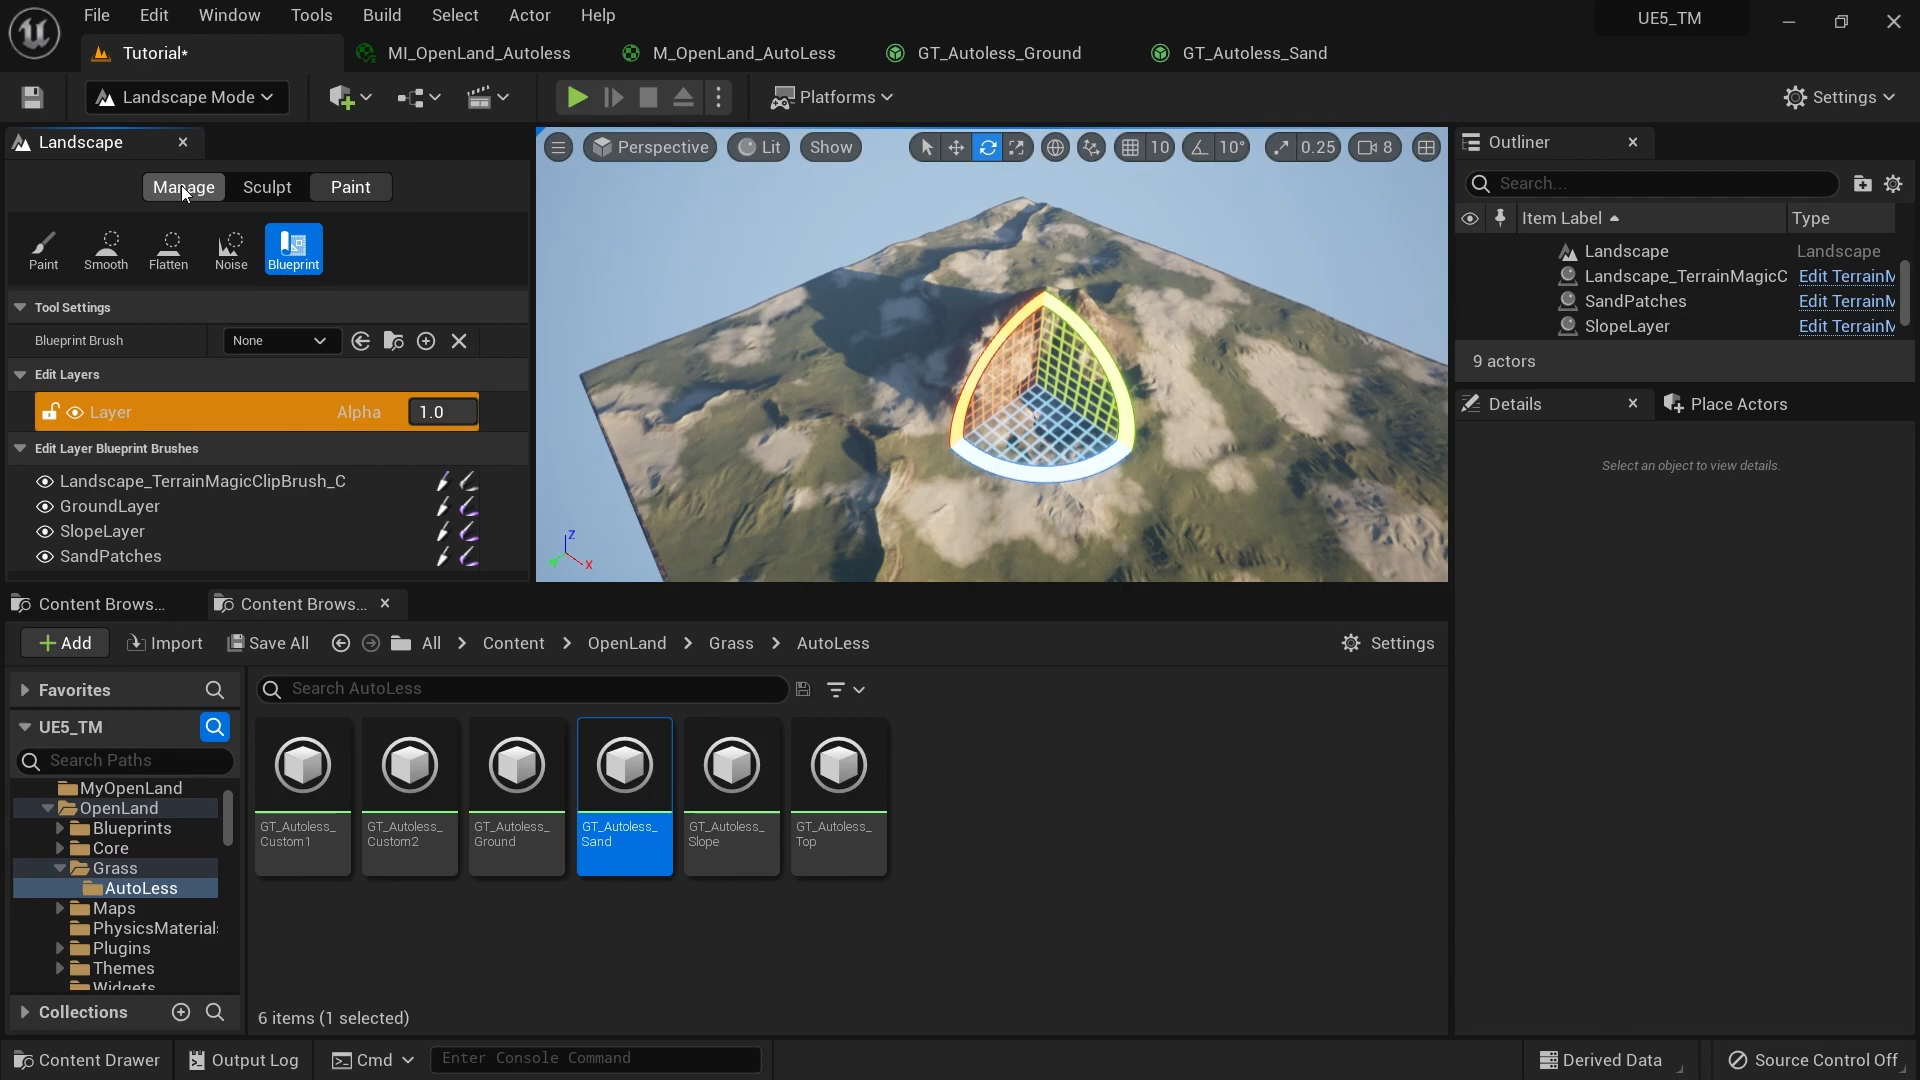 File Edit Window Tools Build Select Actor Help
UE5_TM
Tutorial*
MI_OpenLand_Autoless
M_OpenLand_AutoLess
GT_Autoless_Ground
GT_Autoless_Sand
Landscape Mode
Platforms
Settings
Landscape
Manage Sculpt Paint
Paint Smooth Flatten Noise Blueprint
Tool Settings
Blueprint Brush None
Edit Layers
Layer Alpha 1.0
Edit Layer Blueprint Brushes
Landscape_TerrainMagicClipBrush_C
GroundLayer
SlopeLayer
SandPatches
Perspective Lit Show 10 10° 0.25 8
Z
X
Outliner
Search...
Item Label Type
Landscape Landscape
Landscape_TerrainMagicC Edit TerrainM
SandPatches Edit TerrainM
SlopeLayer Edit TerrainM
9 actors
Details
Place Actors
Select an object to view details.
Content Brows...
Content Brows...
Add Import Save All All Content OpenLand Grass AutoLess Settings
Favorites
UE5_TM
Search Paths
MyOpenLand
OpenLand
Blueprints
Core
Grass
AutoLess
Maps
PhysicsMaterial
Plugins
Themes
Widgets
Collections
Search AutoLess
GT_Autoless_
Custom1
GT_Autoless_
Custom2
GT_Autoless_
Ground
GT_Autoless_
Sand
GT_Autoless_
Slope
GT_Autoless_
Top
6 items (1 selected)
Content Drawer Output Log Cmd Enter Console Command Derived Data Source Control Off